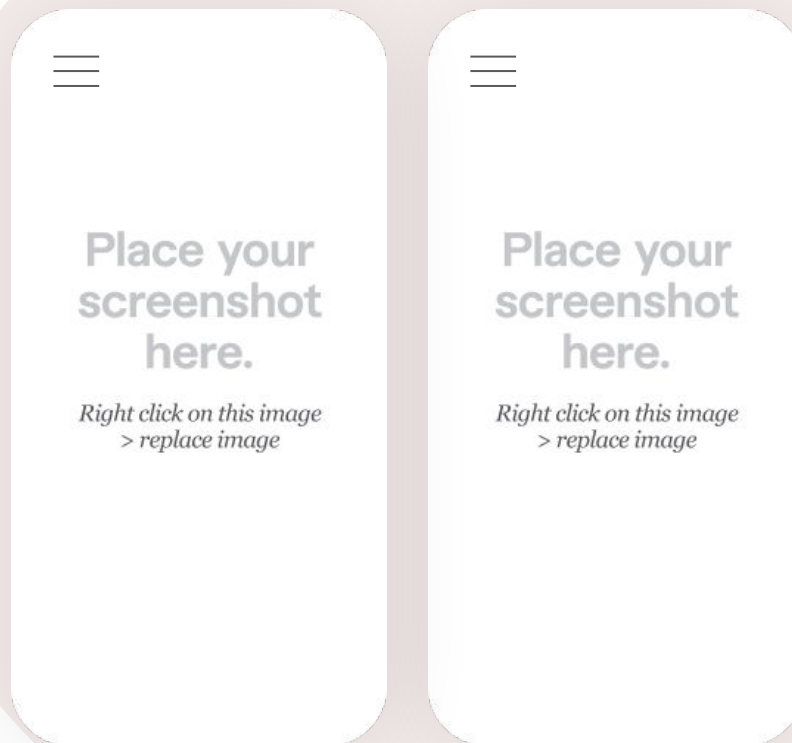 Place your
screenshot
here.
Right click on this image
> replace image
Place your
screenshot
here.
Right click on this image
> replace image